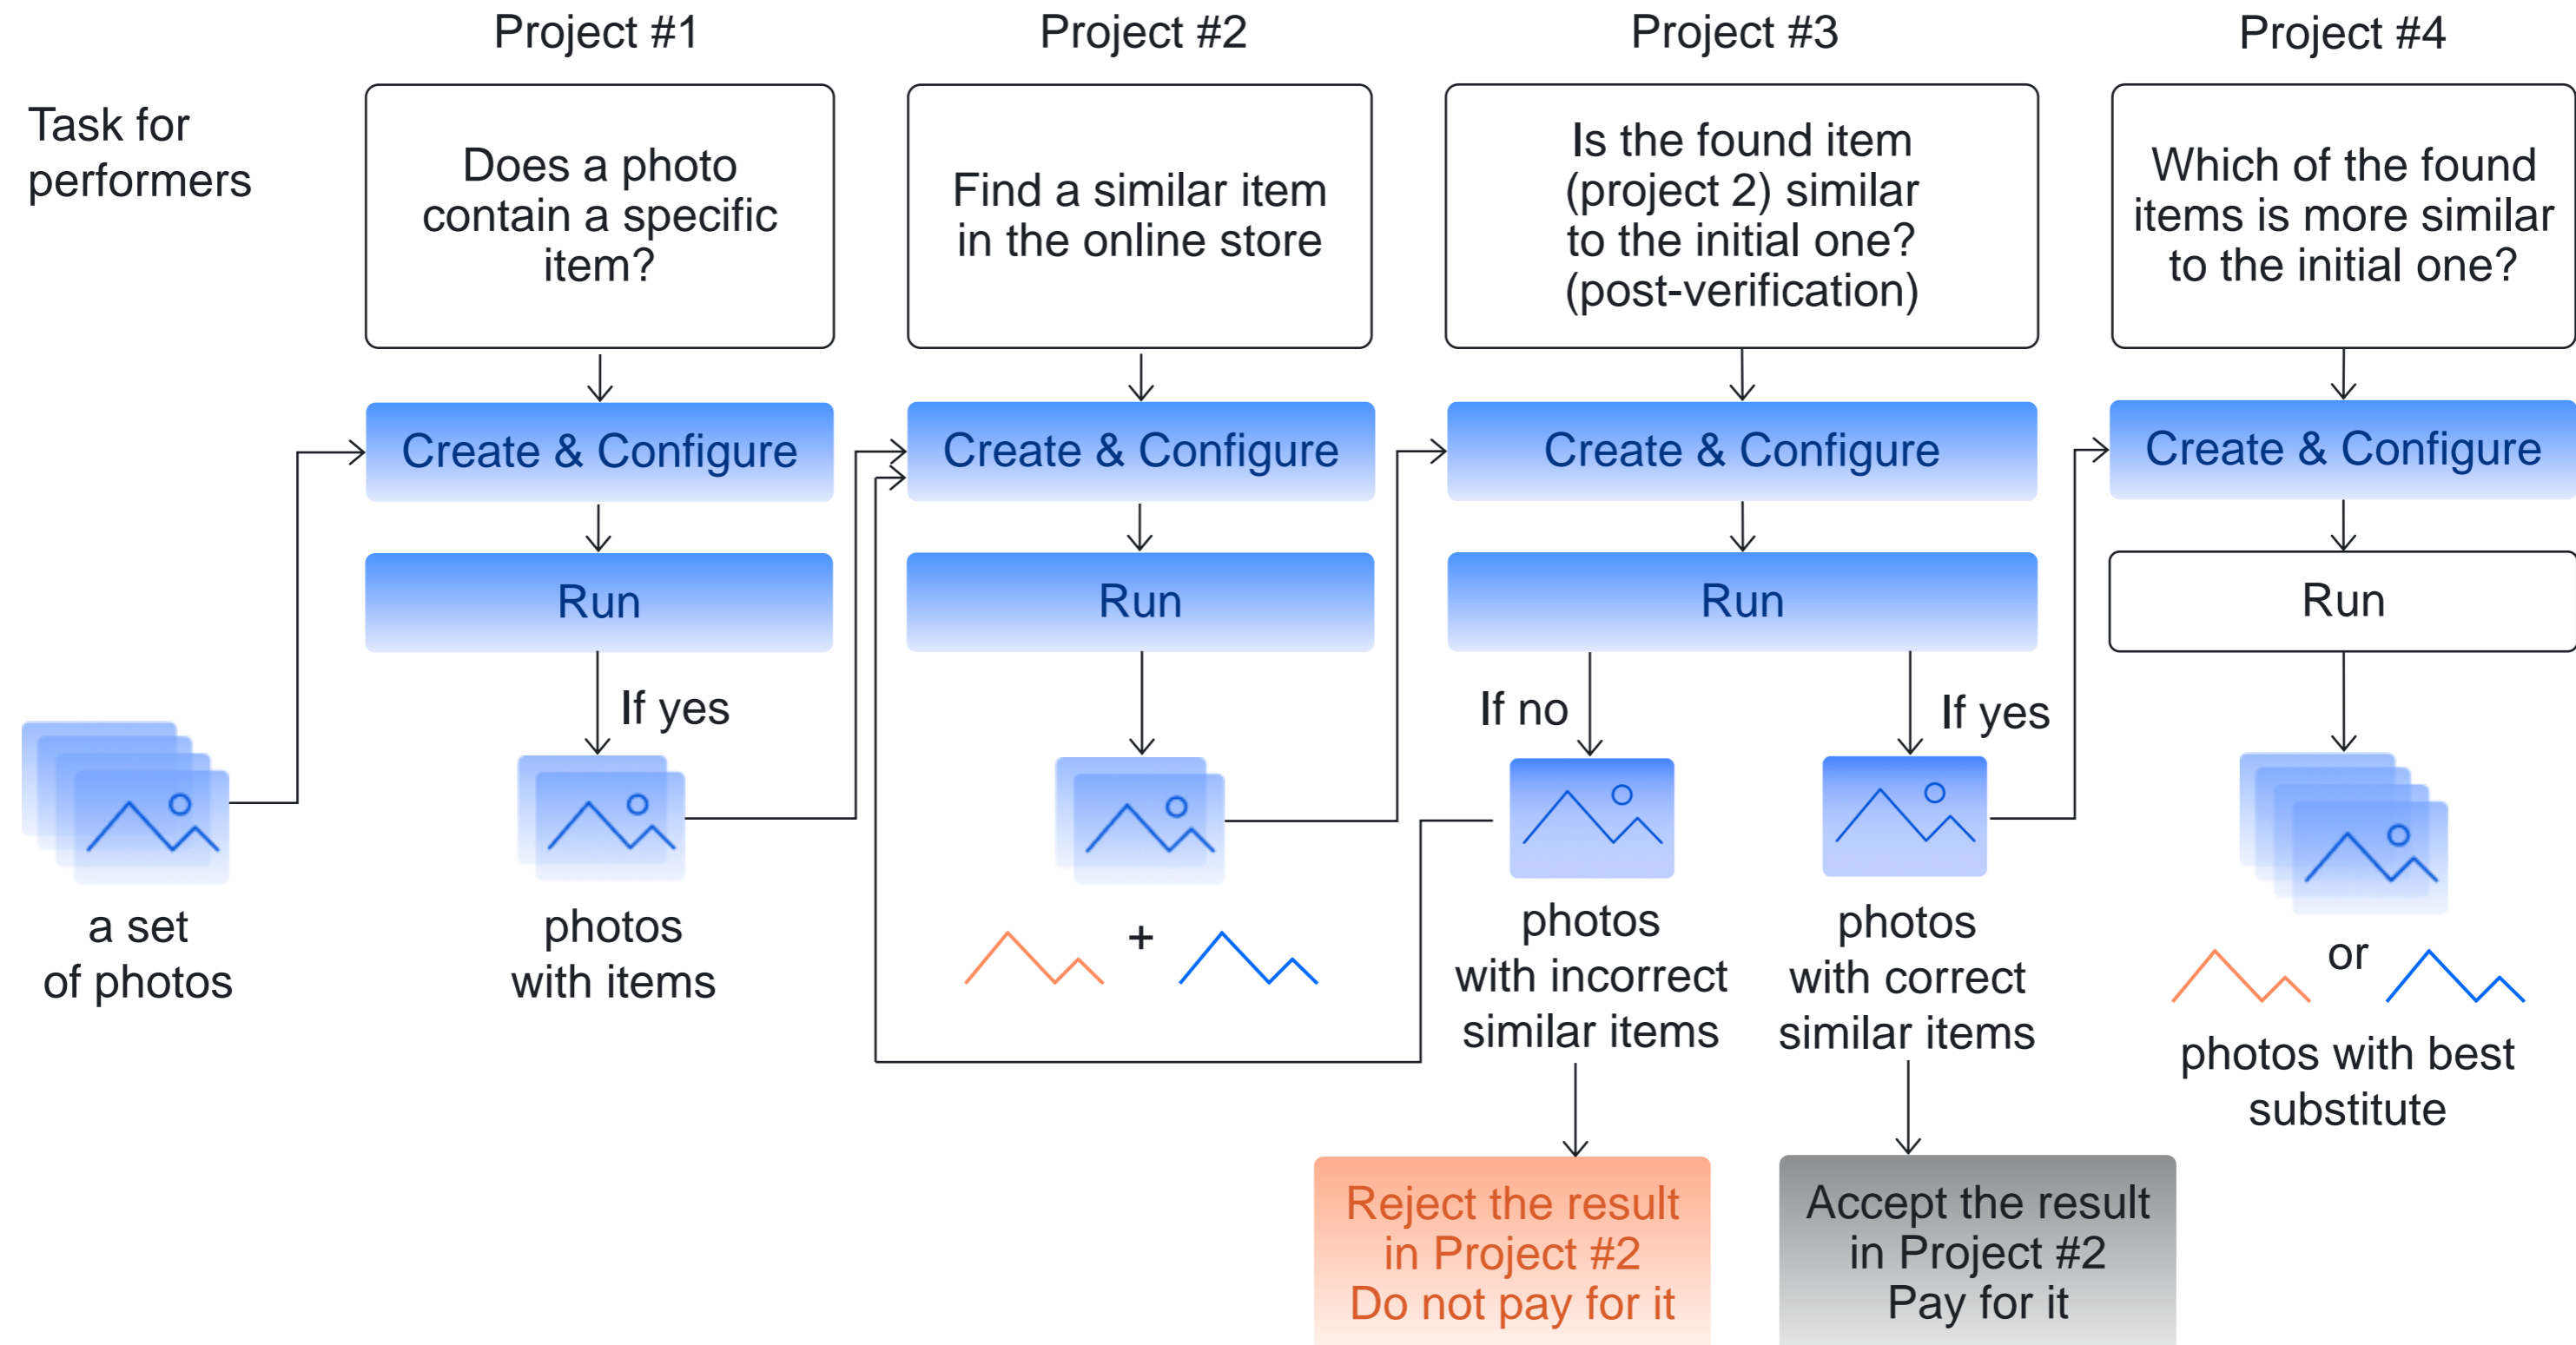 Project #1
Project #2
Project #3
Project #4
Task for
performers
Does a photo
contain a specific
item?
Find a similar item
in the online store
Is the found item
(project 2) similar
to the initial one?
(post-verification)
Which of the found
items is more similar
to the initial one?
Create & Configure
Create & Configure
Create & Configure
Create & Configure
Run
Run
Run
Run
If yes
If no
If yes
a set
of photos
photos
with items
+
photos
with incorrect
similar items
photos
with correct
similar items
or
photos with best
substitute
Reject the result
in Project #2
Do not pay for it
Accept the result
in Project #2
Pay for it